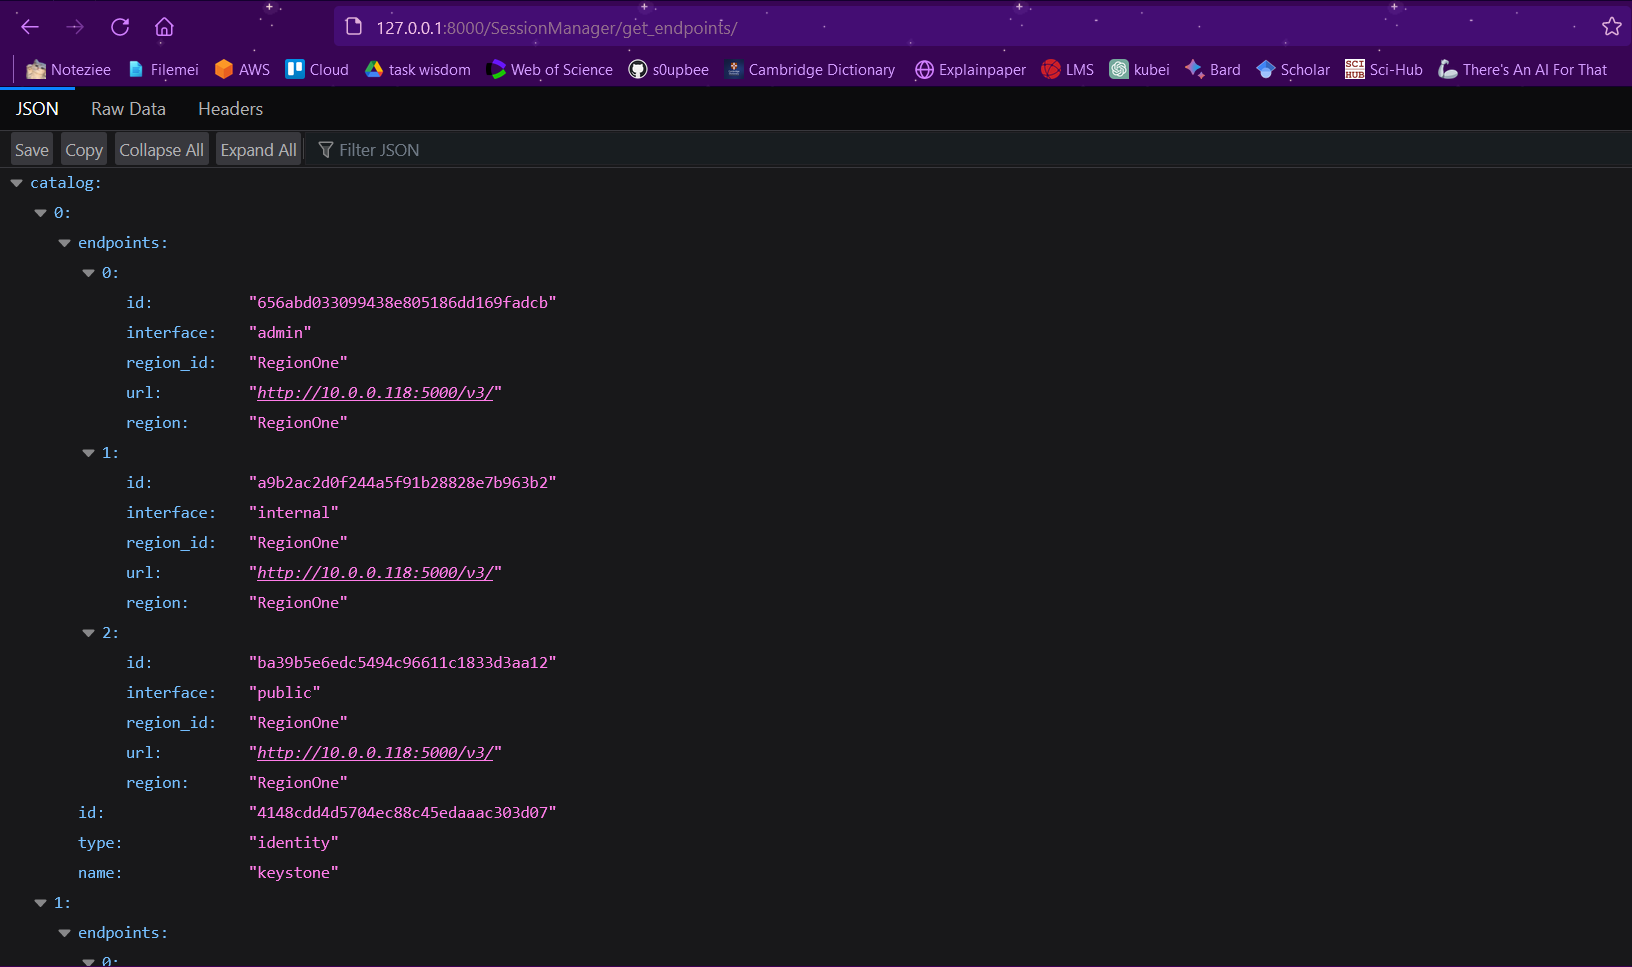 127.0.0.1:8000/SessionManager/get_endpoints/
Noteziee Filemei AWS Cloud task wisdom Web of Science s0upbee Cambridge Dictionary Explainpaper LMS kubei Bard Scholar SCI HUB Sci-Hub There's An AI For That
JSON Raw Data Headers
Save Copy Collapse All Expand All Filter JSON
catalog:
0:
endpoints:
0:
id: "656abd033099438e805186dd169fadcb"
interface: "admin"
region_id: "RegionOne"
url: "http://10.0.0.118:5000/v3/"
region: "RegionOne"
1:
id: "a9b2ac2d0f244a5f91b28828e7b963b2"
interface: "internal"
region_id: "RegionOne"
url: "http://10.0.0.118:5000/v3/"
region: "RegionOne"
2:
id: "ba39b5e6edc5494c96611c1833d3aa12"
interface: "public"
region_id: "RegionOne"
url: "http://10.0.0.118:5000/v3/"
region: "RegionOne"
id: "4148cdd4d5704ec88c45edaaac303d07"
type: "identity"
name: "keystone"
1:
endpoints:
0: